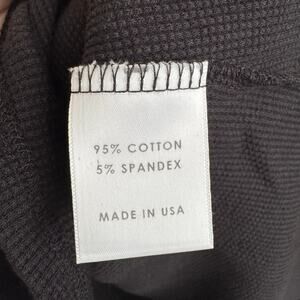 95% COTTON
5% SPANDEX
MADE IN USA